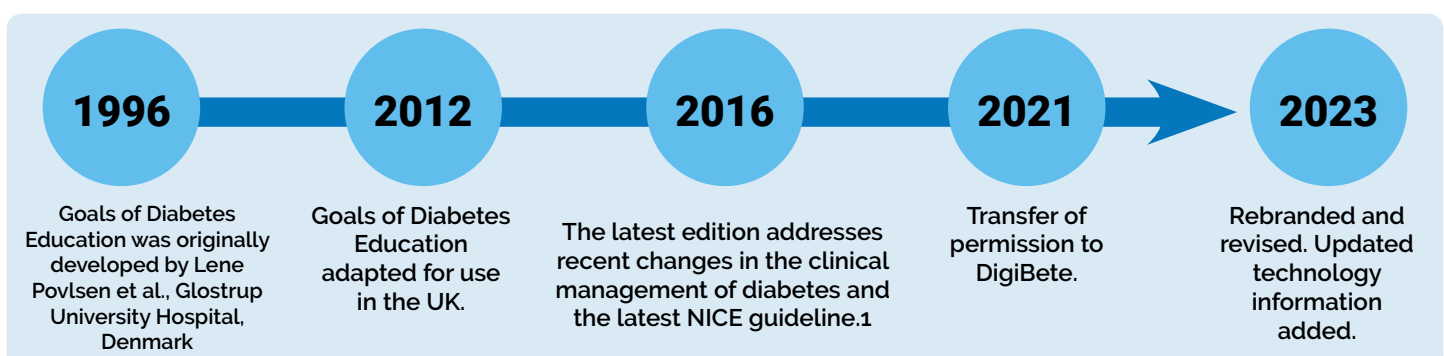 1996
2012
2016
2021
2023
Goals of Diabetes
Education was originally
developed by Lene
Povlsen et al., Glostrup
University Hospital,
Denmark
Goals of Diabetes
Education
adapted for use
in the UK.
The latest edition addresses
recent changes in the clinical
management of diabetes and
the latest NICE guideline.1
Transfer of
permission to
DigiBete.
Rebranded and
revised. Updated
technology
information
added.